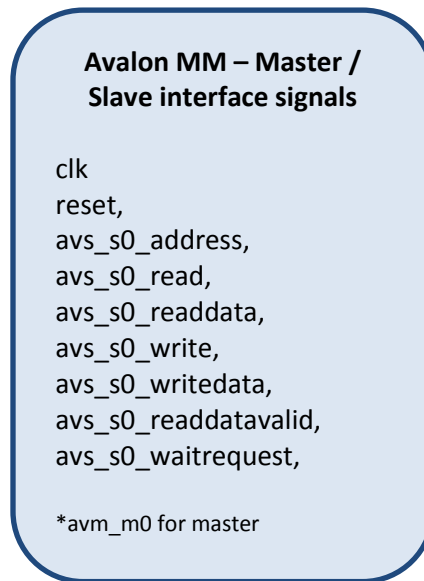 Avalon MM – Master /
Slave interface signals
clk
reset,
avs_s0_address,
avs_s0_read,
avs_s0_readdata,
avs_s0_write,
avs_s0_writedata,
avs_s0_readdatavalid,
avs_s0_waitrequest,
*avm_m0 for master